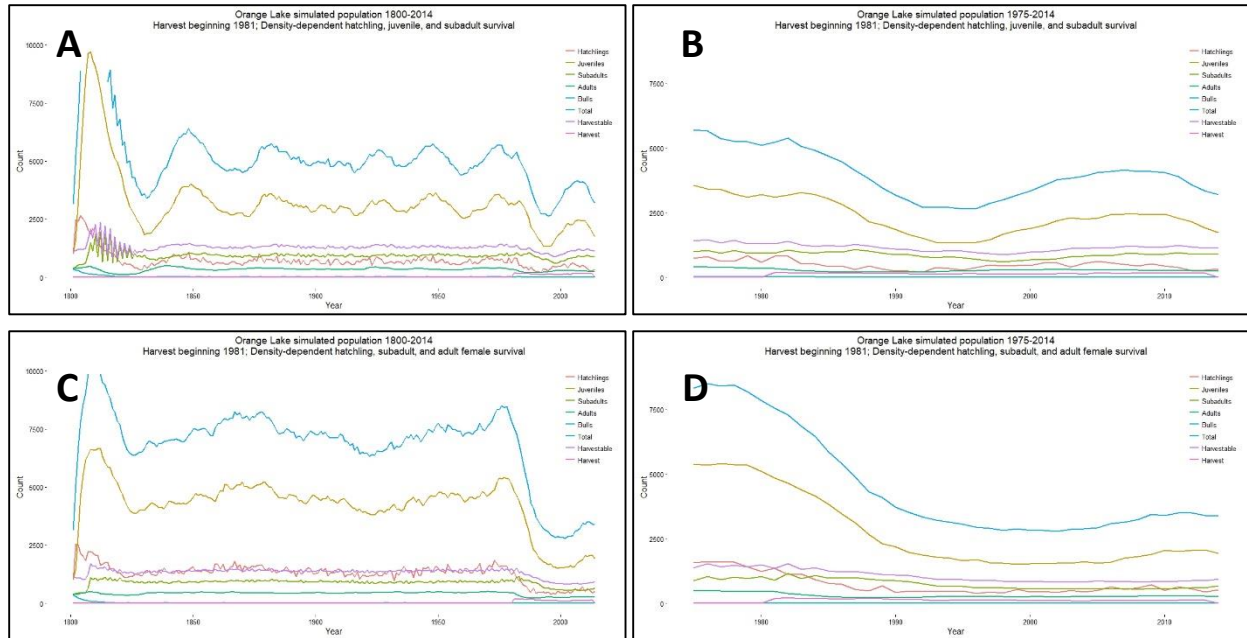 A
Orange Lake simulated population 1800-2014
Harvest beginning 1981; Density-dependent hatchling, juvenile, and subadult survival
10000
7500
5000
2500
0
Count
1800
1850
1900
1950
2000
Year
Hatchlings
Juveniles
Subadults
Adults
Bulls
Total
Harvestable
Harvest
B
Orange Lake simulated population 1975-2014
Harvest beginning 1981; Density-dependent hatchling, juvenile, and subadult survival
7500
5000
2500
0
Count
1980
1990
2000
2010
Year
Hatchlings
Juveniles
Subadults
Adults
Bulls
Total
Harvestable
Harvest
C
Orange Lake simulated population 1800-2014
Harvest beginning 1981; Density-dependent hatchling, subadult, and adult female survival
10000
7500
5000
2500
0
Count
1800
1850
1900
1950
2000
Year
Hatchlings
Juveniles
Subadults
Adults
Bulls
Total
Harvestable
Harvest
D
Orange Lake simulated population 1975-2014
Harvest beginning 1981; Density-dependent hatchling, subadult, and adult female survival
7500
5000
2500
0
Count
1980
1990
2000
2010
Year
Hatchlings
Juveniles
Subadults
Adults
Bulls
Total
Harvestable
Harvest